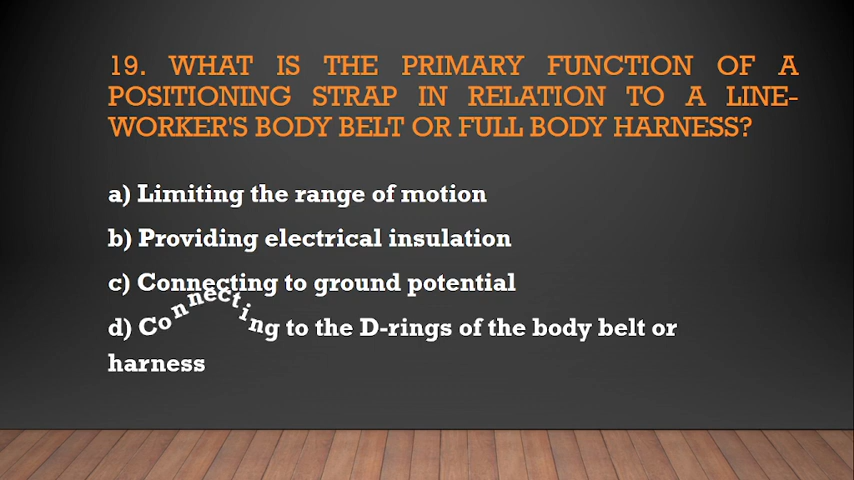 19. WHAT IS THE PRIMARY FUNCTION OF A
POSITIONING STRAP IN RELATION TO A LINE-
WORKER'S BODY BELT OR FULL BODY HARNESS?
a) Limiting the range of motion
b) Providing electrical insulation
c) Connecting to ground potential
d) Connecting to the D-rings of the body belt or
harness